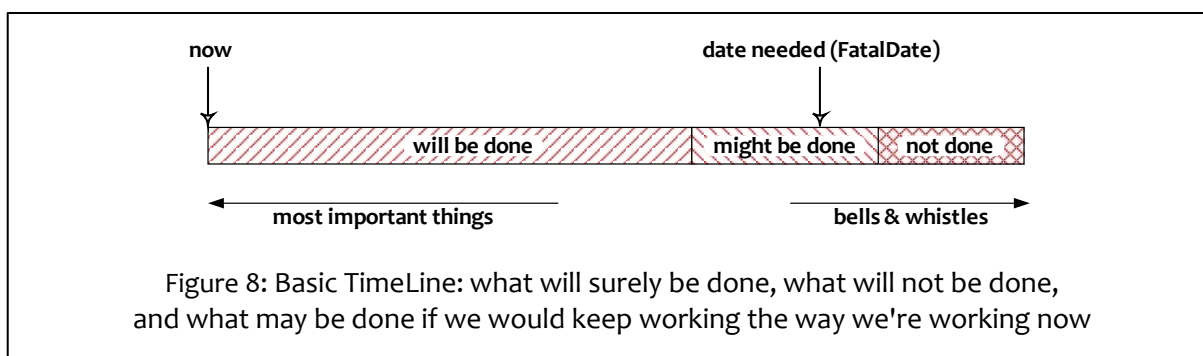 now
date needed (FatalDate)
will be done
might be done
not done
most important things
bells & whistles
Figure 8: Basic TimeLine: what will surely be done, what will not be done,
and what may be done if we would keep working the way we're working now